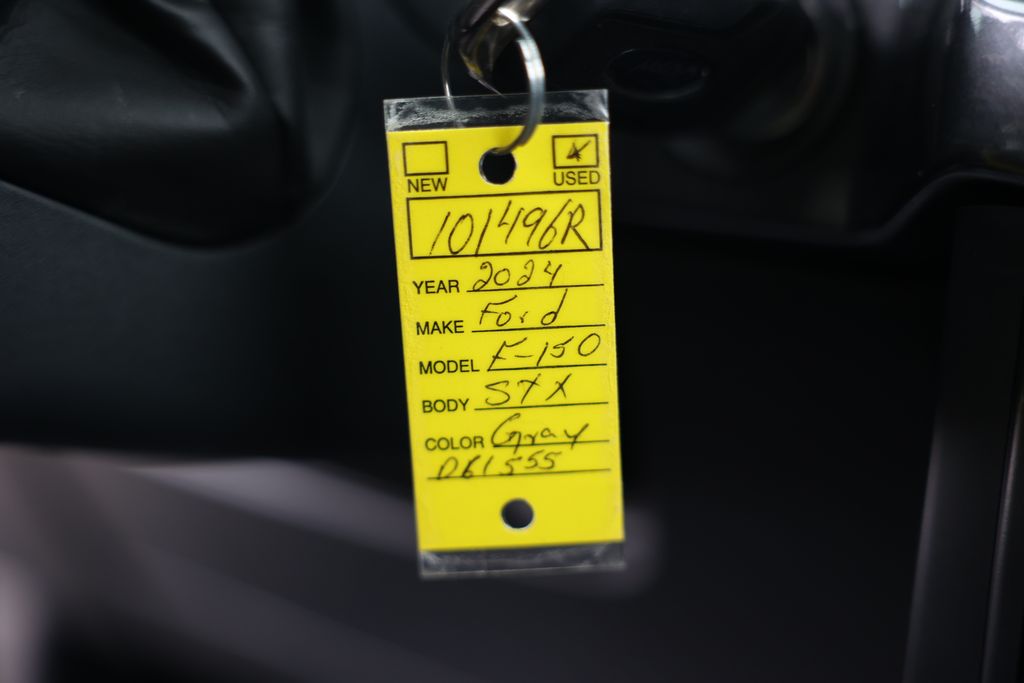 NEW USED
101496R
YEAR 2024
MAKE Ford
MODEL F-150
BODY STX
COLOR Gray
D61555